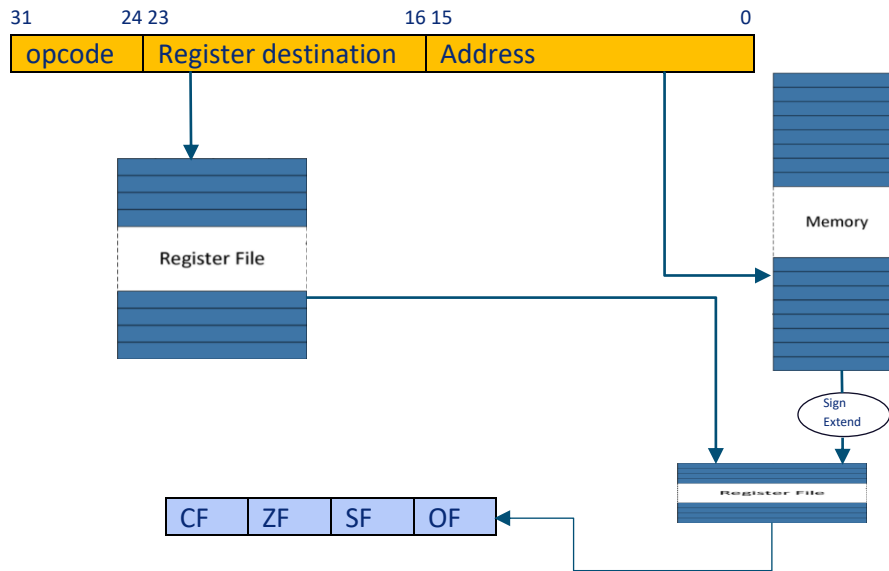 31 24 23 16 15 0
opcode Register destination Address
Memory
Register File
Sign
Extend
Register File
CF ZF SF OF